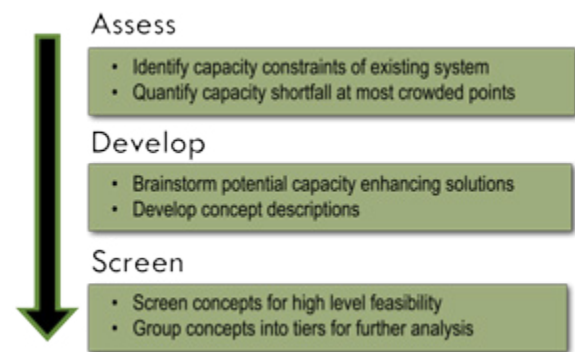 Assess
• Identify capacity constraints of existing system
• Quantify capacity shortfall at most crowded points
Develop
• Brainstorm potential capacity enhancing solutions
• Develop concept descriptions
Screen
• Screen concepts for high level feasibility
• Group concepts into tiers for further analysis